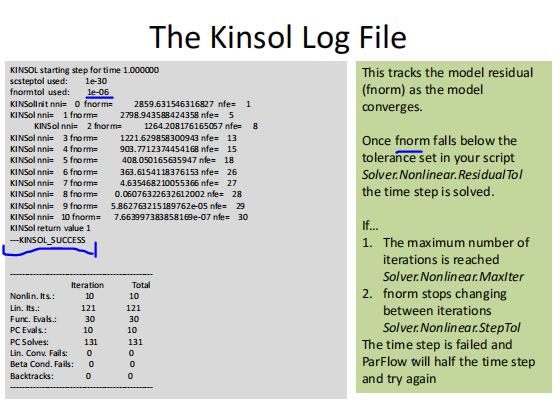 The Kinsol Log File
KINSOL starting step for time 1.000000
scsteptol used: 1e-30
fnormtol used: 1e-06
KINSolInit nni= 0 fnorm= 2859.631546316827 nfe= 1
KINSol nni= 1 fnorm= 2798.943588424358 nfe= 5
KINSol nni= 2 fnorm= 1264.208176165057 nfe= 8
KINSol nni= 3 fnorm= 1221.629858300943 nfe= 13
KINSol nni= 4 fnorm= 903.7712374454168 nfe= 15
KINSol nni= 5 fnorm= 408.050165635947 nfe= 18
KINSol nni= 6 fnorm= 363.6154118376153 nfe= 26
KINSol nni= 7 fnorm= 4.635468210055366 nfe= 27
KINSol nni= 8 fnorm= 0.06076322632612002 nfe= 28
KINSol nni= 9 fnorm= 5.862763215189762e-05 nfe= 29
KINSol nni= 10 fnorm= 7.663997383858169e-07 nfe= 30
KINSol return value 1
---KINSOL_SUCCESS
-------------------------------------------------
Iteration Total
Nonlin. Its.: 10 10
Lin. Its.: 121 121
Func. Evals.: 30 30
PC Evals.: 10 10
PC Solves: 131 131
Lin. Conv. Fails: 0 0
Beta Cond. Fails: 0 0
Backtracks: 0 0
-------------------------------------------------
This tracks the model residual
(fnorm) as the model
converges.
Once fnorm falls below the
tolerance set in your script
Solver.Nonlinear.ResidualTol
the time step is solved.
If...
1. The maximum number of
iterations is reached
Solver.Nonlinear.MaxIter
2. fnorm stops changing
between iterations
Solver.Nonlinear.StepTol
The time step is failed and
ParFlow will half the time step
and try again